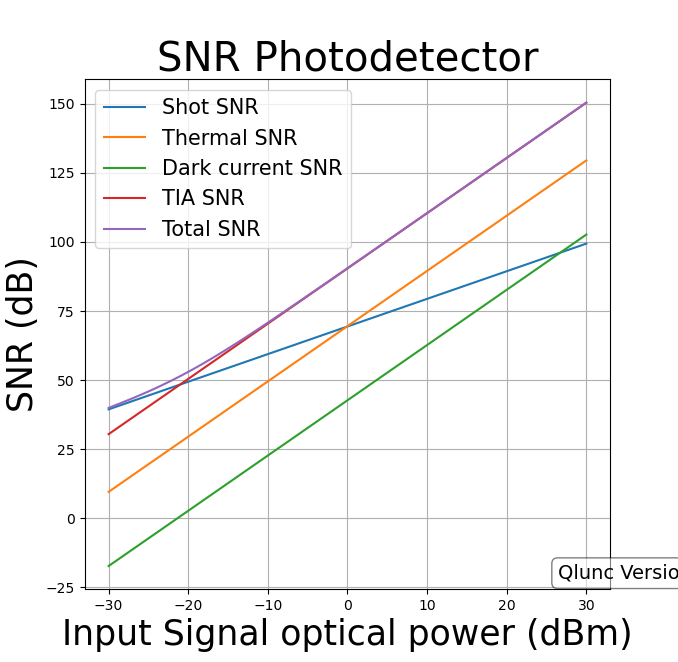 SNR Photodetector
Shot SNR
Thermal SNR
Dark current SNR
TIA SNR
Total SNR
SNR (dB)
150
125
100
75
50
25
0
−25
−30
−20
−10
0
10
20
30
Qlunc Versio
Input Signal optical power (dBm)